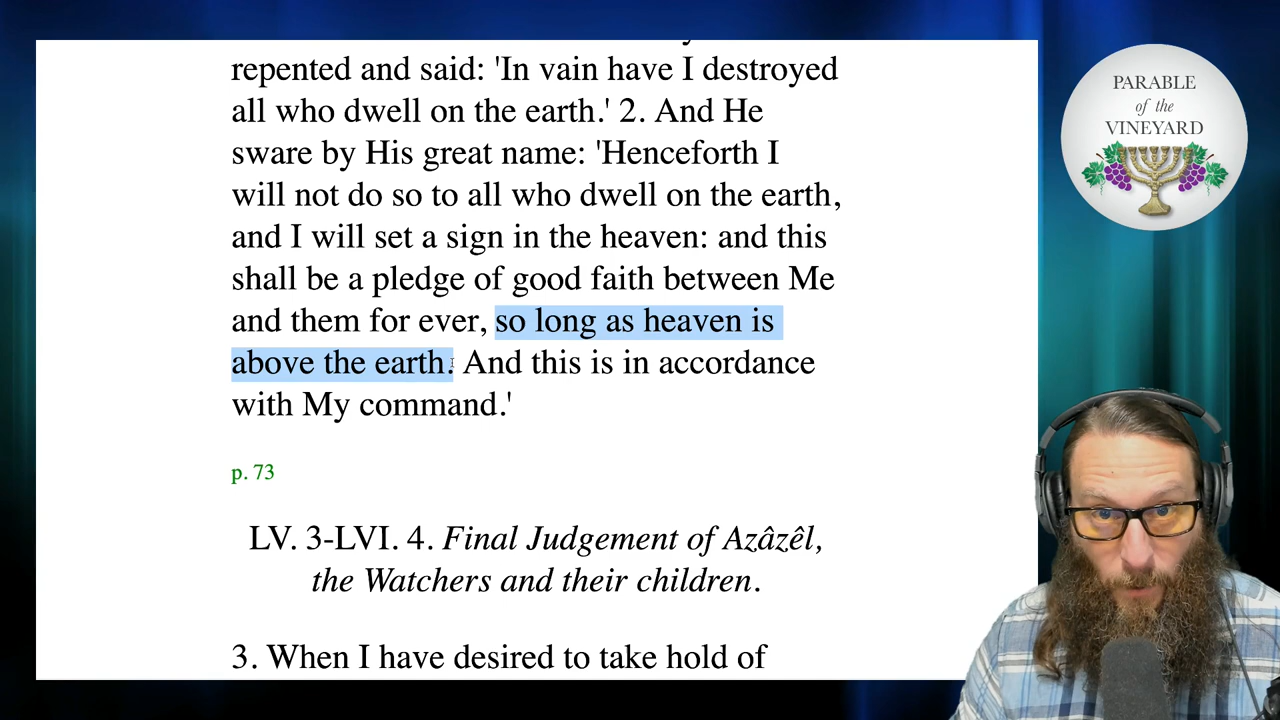 repented and said: 'In vain have I destroyed
all who dwell on the earth.' 2. And He
sware by His great name: 'Henceforth I
will not do so to all who dwell on the earth,
and I will set a sign in the heaven: and this
shall be a pledge of good faith between Me
and them for ever, so long as heaven is
above the earth. And this is in accordance
with My command.'
p. 73
LV. 3-LVI. 4. Final Judgement of Azâzêl,
the Watchers and their children.
3. When I have desired to take hold of
PARABLE
of the
VINEYARD